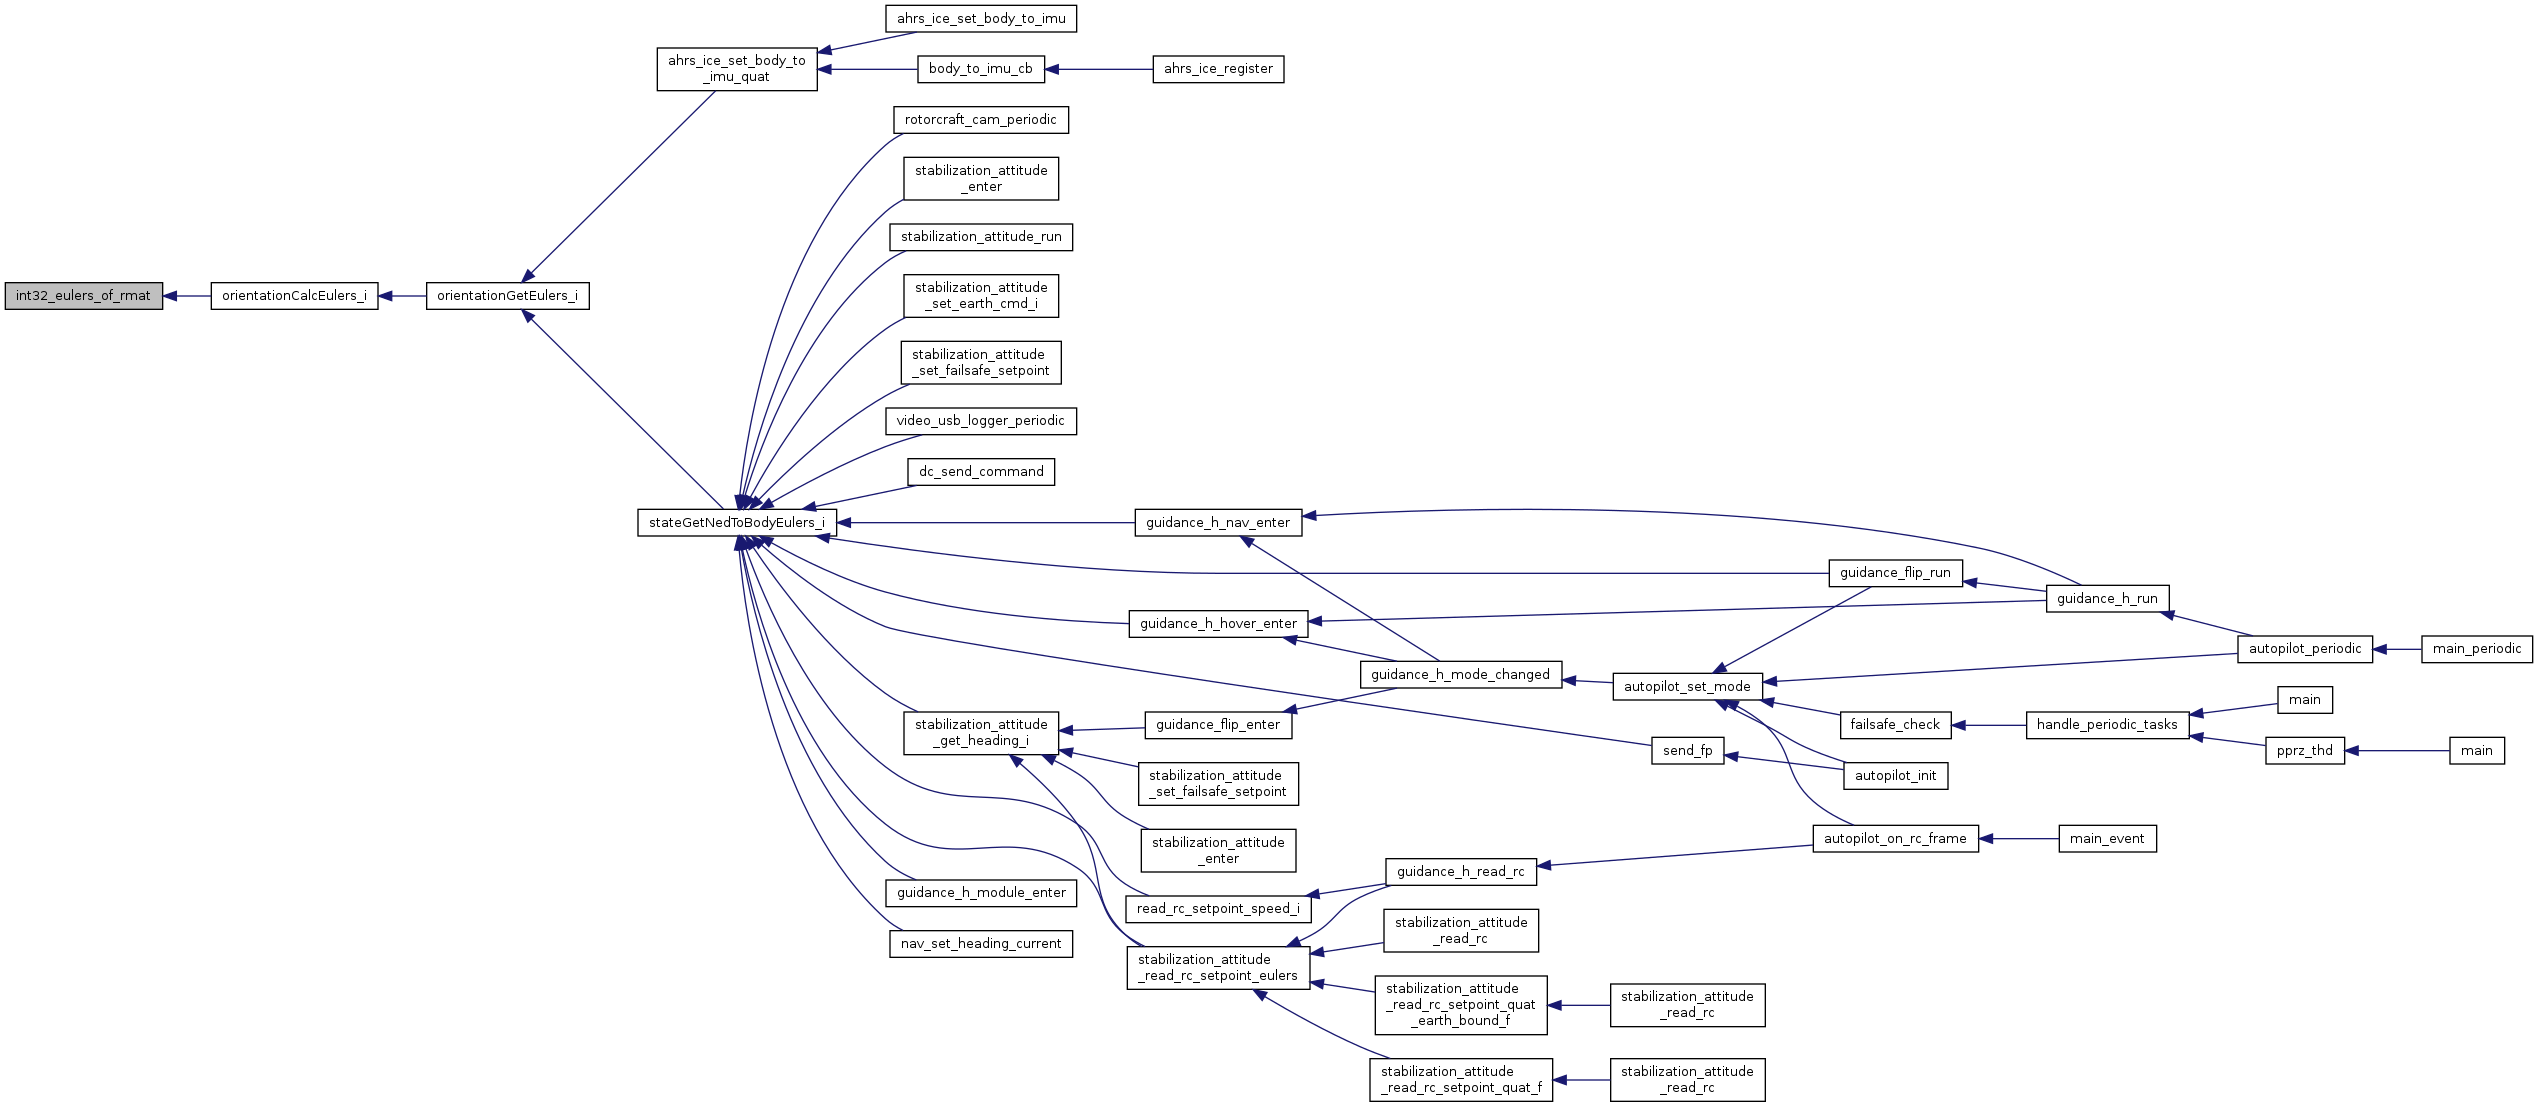 ahrs_ice_set_body_to_imu
ahrs_ice_set_body_to
_imu_quat
body_to_imu_cb
ahrs_ice_register
rotorcraft_cam_periodic
stabilization_attitude
_enter
stabilization_attitude_run
int32_eulers_of_rmat
orientationCalcEulers_i
orientationGetEulers_i
stabilization_attitude
_set_earth_cmd_i
stabilization_attitude
_set_failsafe_setpoint
video_usb_logger_periodic
dc_send_command
stateGetNedToBodyEulers_i
guidance_h_nav_enter
guidance_flip_run
guidance_h_run
guidance_h_hover_enter
autopilot_periodic
main_periodic
guidance_h_mode_changed
autopilot_set_mode
main
stabilization_attitude
_get_heading_i
guidance_flip_enter
failsafe_check
handle_periodic_tasks
send_fp
pprz_thd
main
stabilization_attitude
_set_failsafe_setpoint
autopilot_init
stabilization_attitude
_enter
autopilot_on_rc_frame
main_event
guidance_h_read_rc
guidance_h_module_enter
read_rc_setpoint_speed_i
nav_set_heading_current
stabilization_attitude
_read_rc
stabilization_attitude
_read_rc_setpoint_eulers
stabilization_attitude
_read_rc_setpoint_quat
_earth_bound_f
stabilization_attitude
_read_rc
stabilization_attitude
_read_rc_setpoint_quat_f
stabilization_attitude
_read_rc